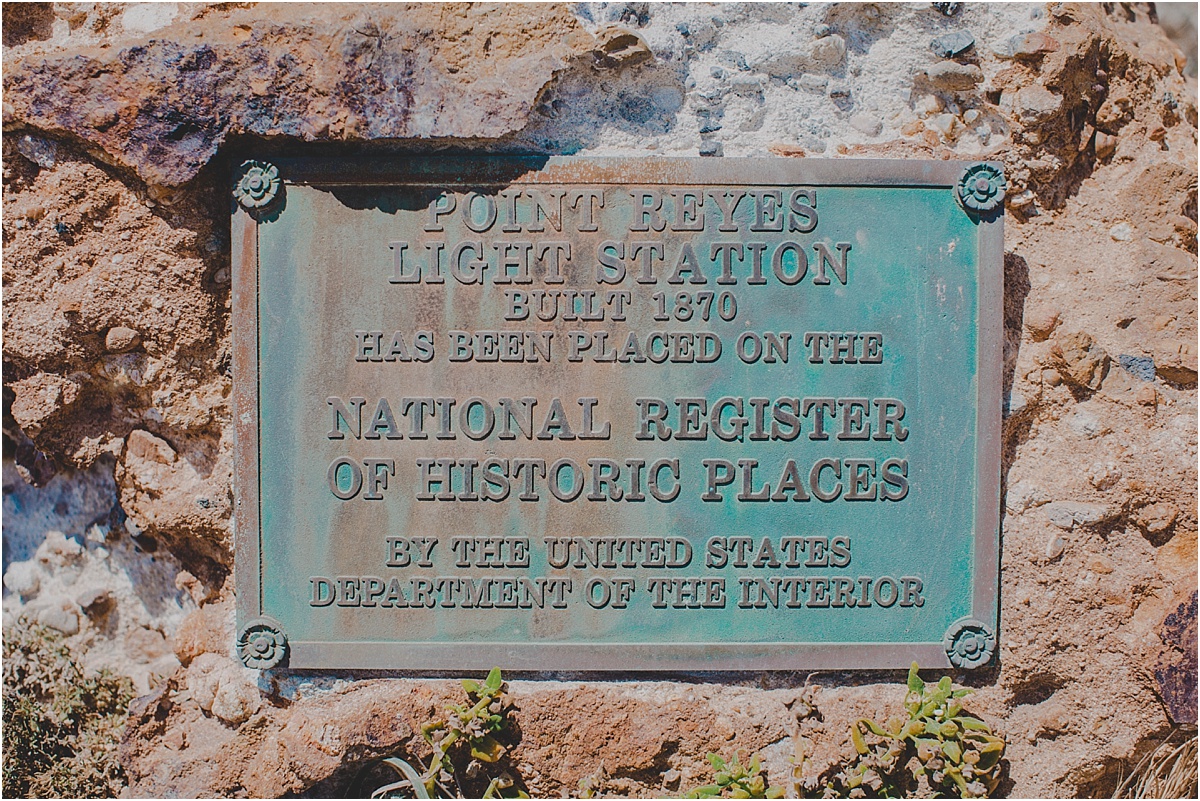 POINT REYES
LIGHT STATION
BUILT 1870
HAS BEEN PLACED ON THE
NATIONAL REGISTER
OF HISTORIC PLACES
BY THE UNITED STATES
DEPARTMENT OF THE INTERIOR